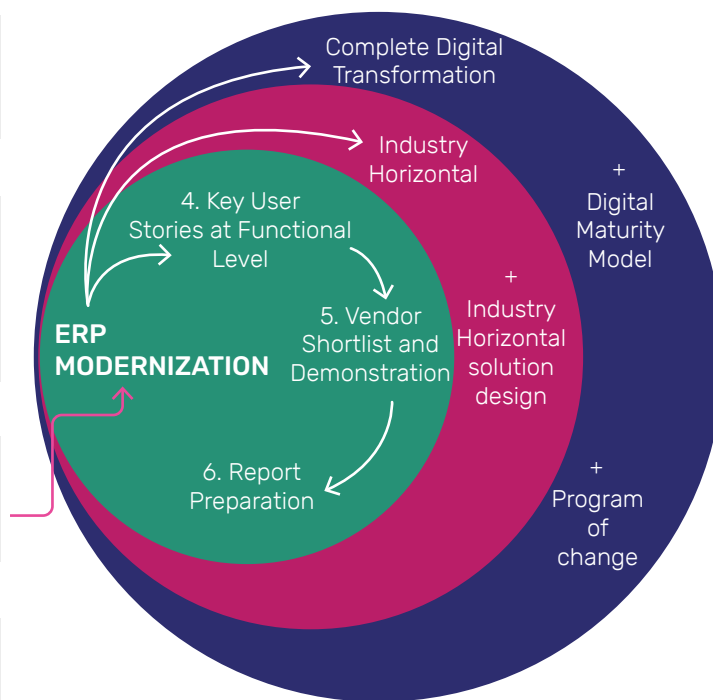 Complete Digital
Transformation
Industry
Horizontal
4. Key User
Stories at Functional
Level
+
Digital
Maturity
Model
ERP
MODERNIZATION
5. Vendor
Shortlist and
Demonstration
+
Industry
Horizontal
solution
design
6. Report
Preparation
+
Program
of
change